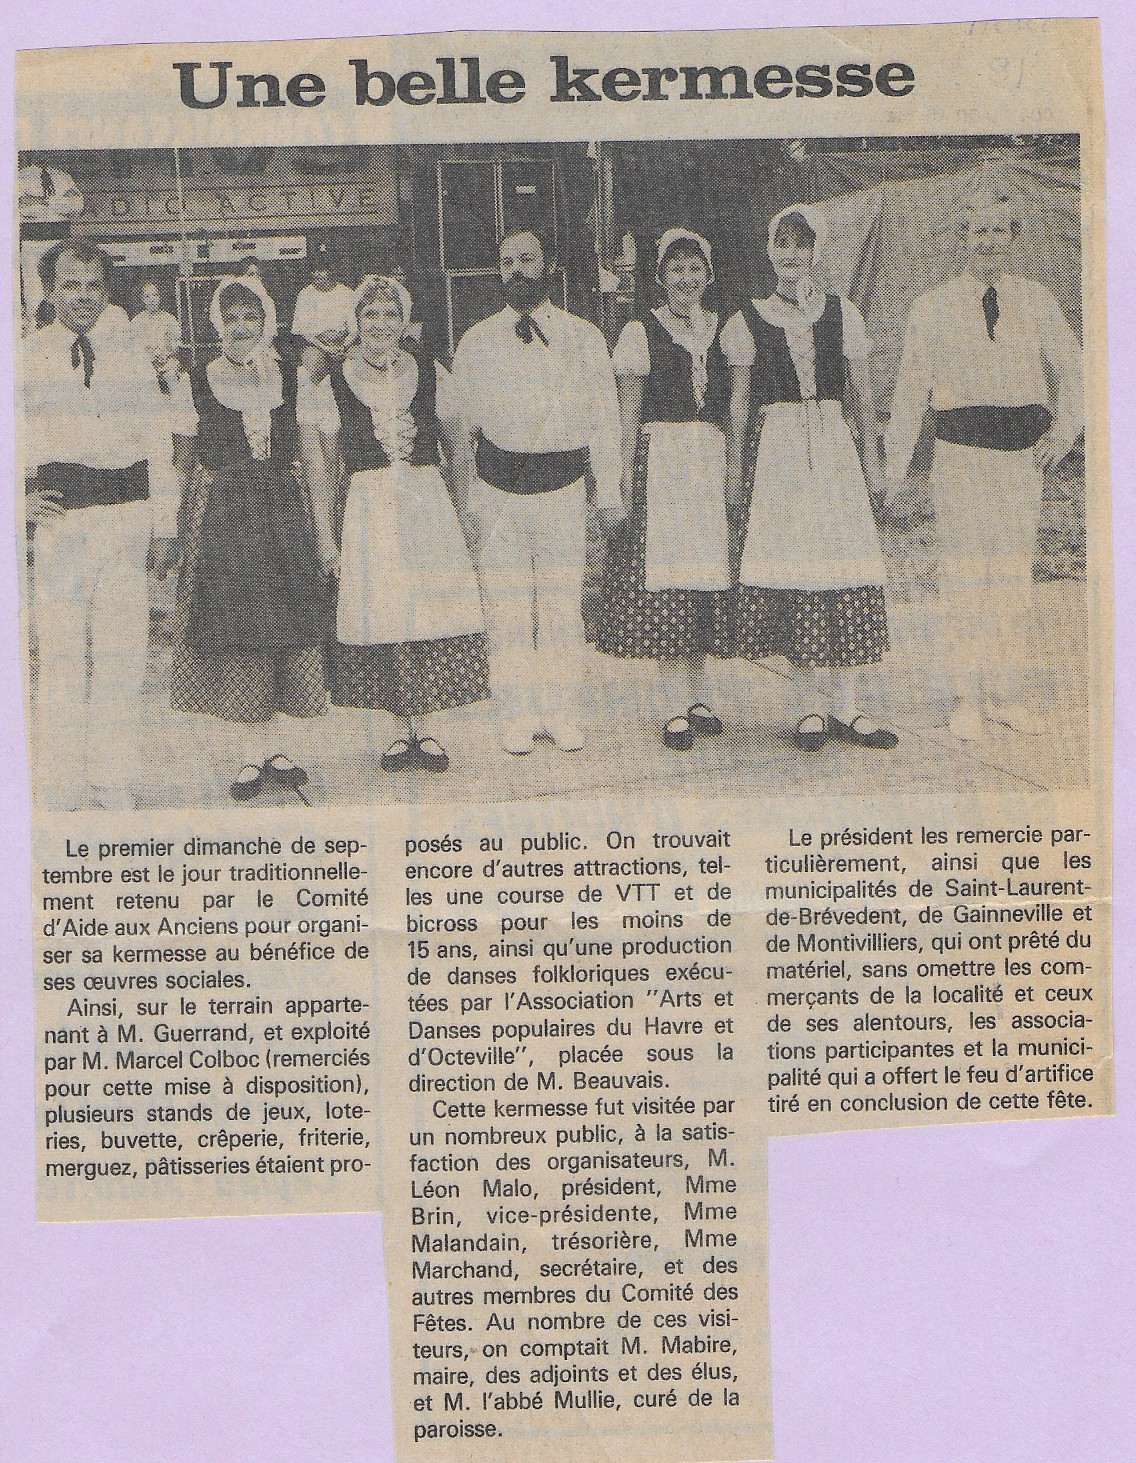 Une belle kermesse
ADIO ACTIVE
Le premier dimanche de sep-
tembre est le jour traditionnelle-
ment retenu par le Comité
d'Aide aux Anciens pour organi-
ser sa kermesse au bénéfice de
ses œuvres sociales.
Ainsi, sur le terrain apparte-
nant à M. Guerrand, et exploité
par M. Marcel Colboc (remerciés
pour cette mise à disposition),
plusieurs stands de jeux, lote-
ries, buvette, crêperie, friterie,
merguez, pâtisseries étaient pro-
posés au public. On trouvait
encore d'autres attractions, tel-
les une course de VTT et de
bicross pour les moins de
15 ans, ainsi qu'une production
de danses folkloriques exécu-
tées par l'Association "Arts et
Danses populaires du Havre et
d'Octeville", placée sous la
direction de M. Beauvais.
Cette kermesse fut visitée par
un nombreux public, à la satis-
faction des organisateurs, M.
Léon Malo, président, Mme
Brin, vice-présidente, Mme
Malandain, trésorière, Mme
Marchand, secrétaire, et des
autres membres du Comité des
Fêtes. Au nombre de ces visi-
teurs, on comptait M. Mabire,
maire, des adjoints et des élus,
et M. l'abbé Mullie, curé de la
paroisse.
Le président les remercie par-
ticulièrement, ainsi que les
municipalités de Saint-Laurent-
de-Brévedent, de Gainneville et
de Montivilliers, qui ont prêté du
matériel, sans omettre les com-
merçants de la localité et ceux
de ses alentours, les associa-
tions participantes et la munici-
palité qui a offert le feu d'artifice
tiré en conclusion de cette fête.